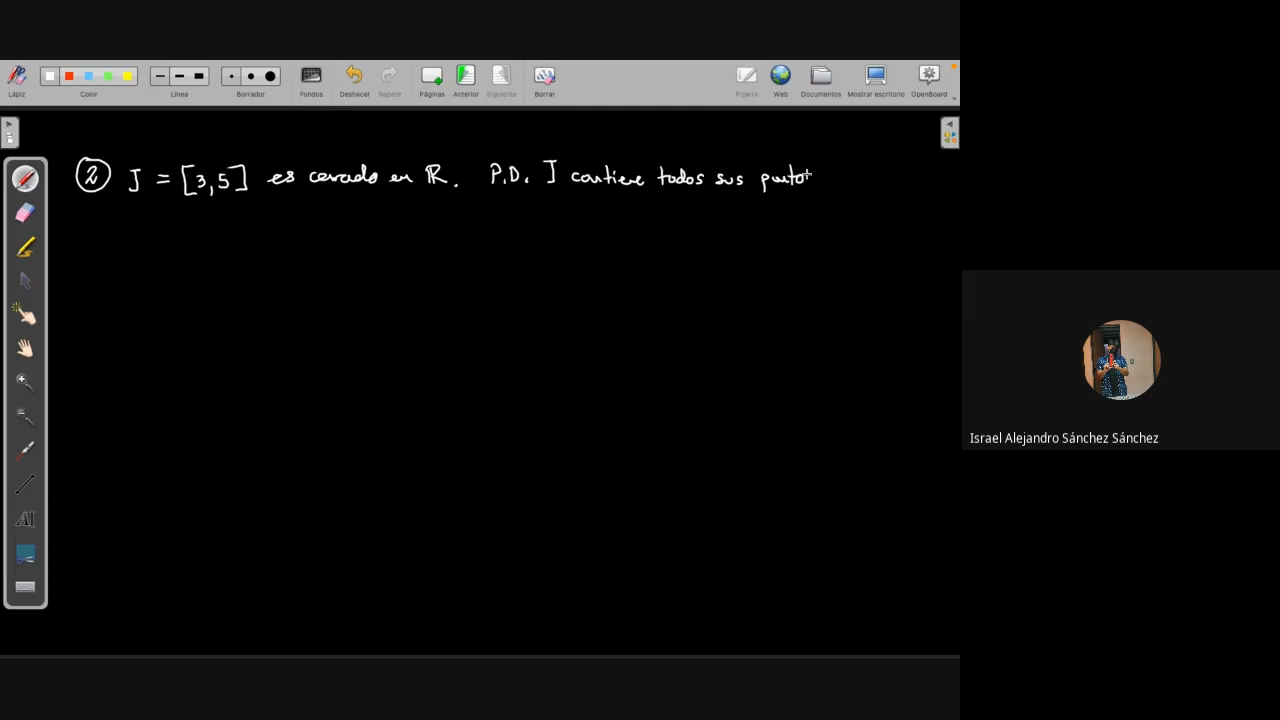 Lápiz
Color
Línea
Borrador
Fondos
Deshacer
Repetir
Páginas
Anterior
Siguiente
Borrar
Pizarra
Web
Documentos
Mostrar escritorio
OpenBoard
② J = [3,5] es cerrado en ℝ. P.D. J contiene todos sus puntos
Israel Alejandro Sánchez Sánchez